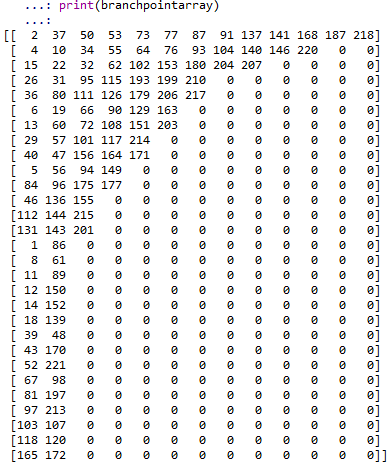 ...: print(branchpointarray)
...:
[[  2  37  50  53  73  77  87  91 137 141 168 187 218]
 [  4  10  34  55  64  76  93 104 140 146 220   0   0]
 [ 15  22  32  62 102 153 180 204 207   0   0   0   0]
 [ 26  31  95 115 193 199 210   0   0   0   0   0   0]
 [ 36  80 111 126 179 206 217   0   0   0   0   0   0]
 [  6  19  66  90 129 163   0   0   0   0   0   0   0]
 [ 13  60  72 108 151 203   0   0   0   0   0   0   0]
 [ 29  57 101 117 214   0   0   0   0   0   0   0   0]
 [ 40  47 156 164 171   0   0   0   0   0   0   0   0]
 [  5  56  94 149   0   0   0   0   0   0   0   0   0]
 [ 84  96 175 177   0   0   0   0   0   0   0   0   0]
 [ 46 136 155   0   0   0   0   0   0   0   0   0   0]
 [112 144 215   0   0   0   0   0   0   0   0   0   0]
 [131 143 201   0   0   0   0   0   0   0   0   0   0]
 [  1  86   0   0   0   0   0   0   0   0   0   0   0]
 [  8  61   0   0   0   0   0   0   0   0   0   0   0]
 [ 11  89   0   0   0   0   0   0   0   0   0   0   0]
 [ 12 150   0   0   0   0   0   0   0   0   0   0   0]
 [ 14 152   0   0   0   0   0   0   0   0   0   0   0]
 [ 18 139   0   0   0   0   0   0   0   0   0   0   0]
 [ 39  48   0   0   0   0   0   0   0   0   0   0   0]
 [ 43 170   0   0   0   0   0   0   0   0   0   0   0]
 [ 52 221   0   0   0   0   0   0   0   0   0   0   0]
 [ 67  98   0   0   0   0   0   0   0   0   0   0   0]
 [ 81 197   0   0   0   0   0   0   0   0   0   0   0]
 [ 97 213   0   0   0   0   0   0   0   0   0   0   0]
 [103 107   0   0   0   0   0   0   0   0   0   0   0]
 [118 120   0   0   0   0   0   0   0   0   0   0   0]
 [165 172   0   0   0   0   0   0   0   0   0   0   0]]